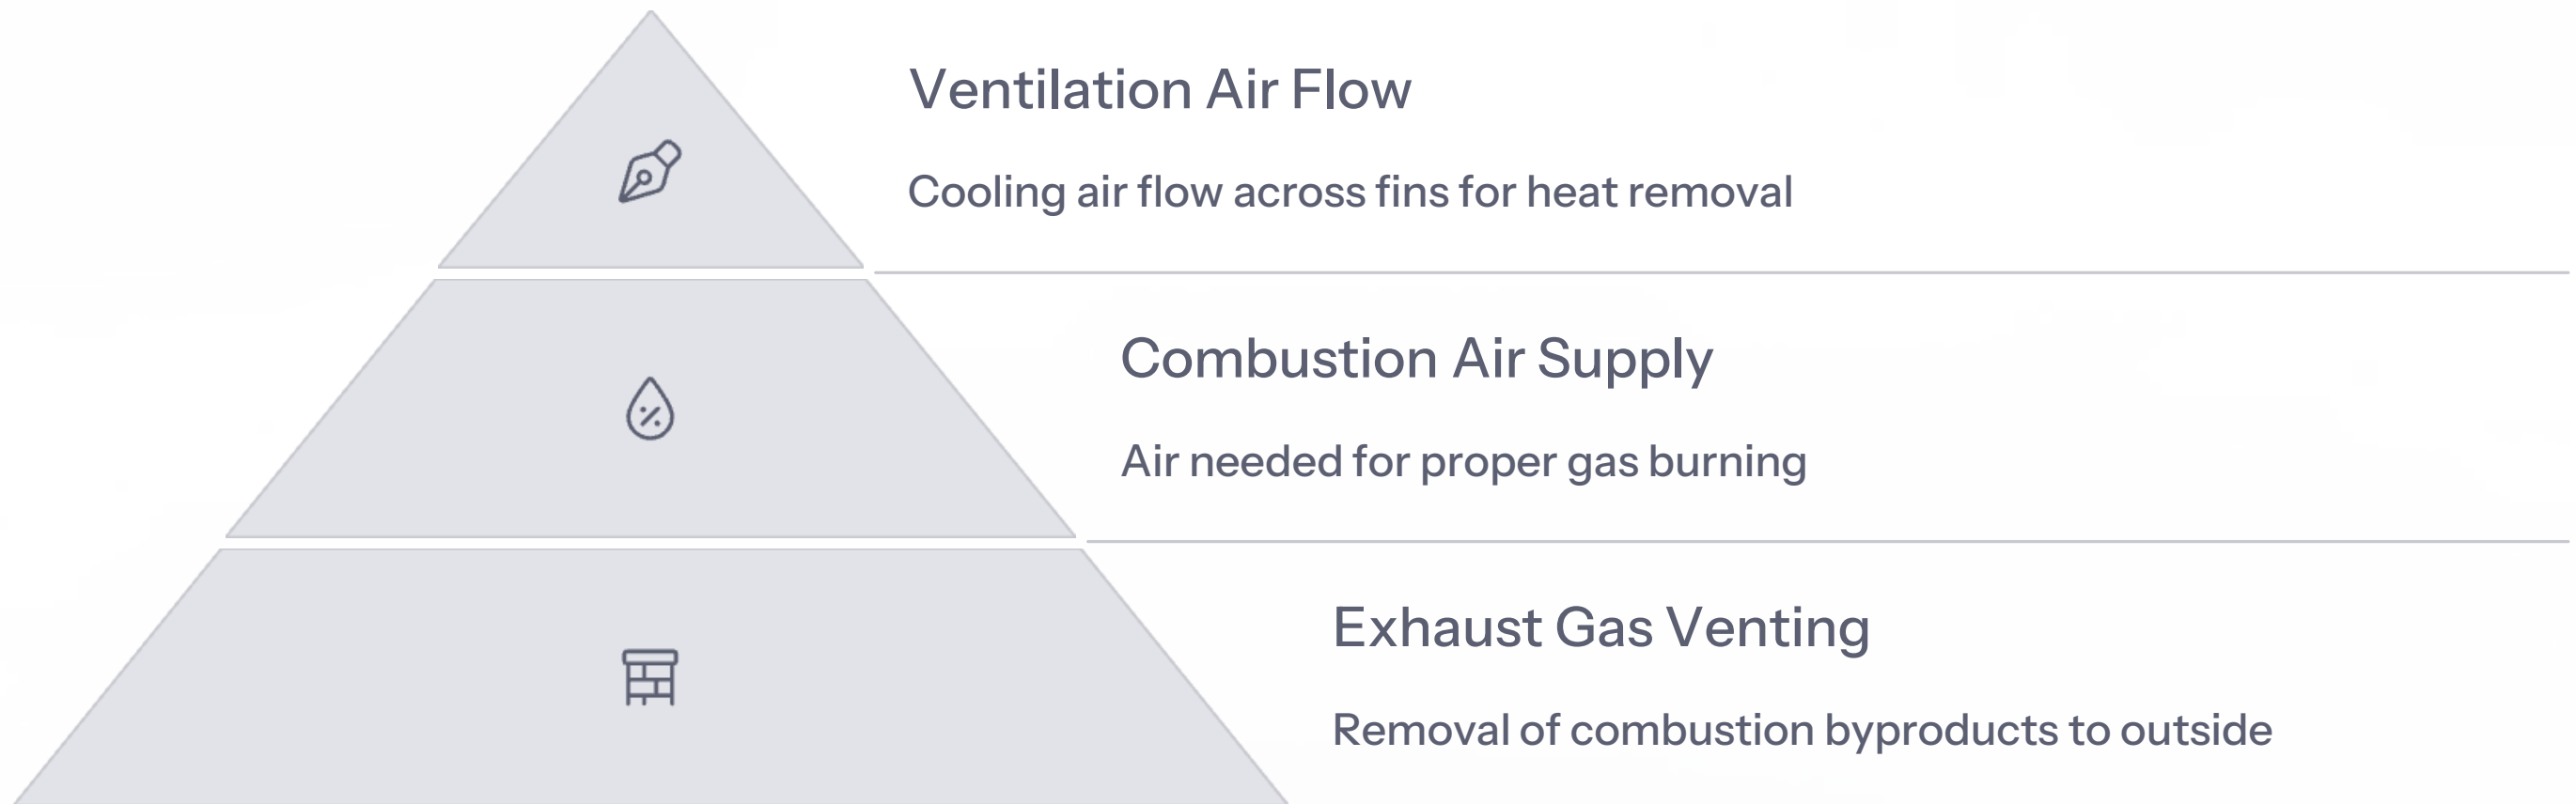 Ventilation Air Flow
Cooling air flow across fins for heat removal
Combustion Air Supply
Air needed for proper gas burning
Exhaust Gas Venting
Removal of combustion byproducts to outside